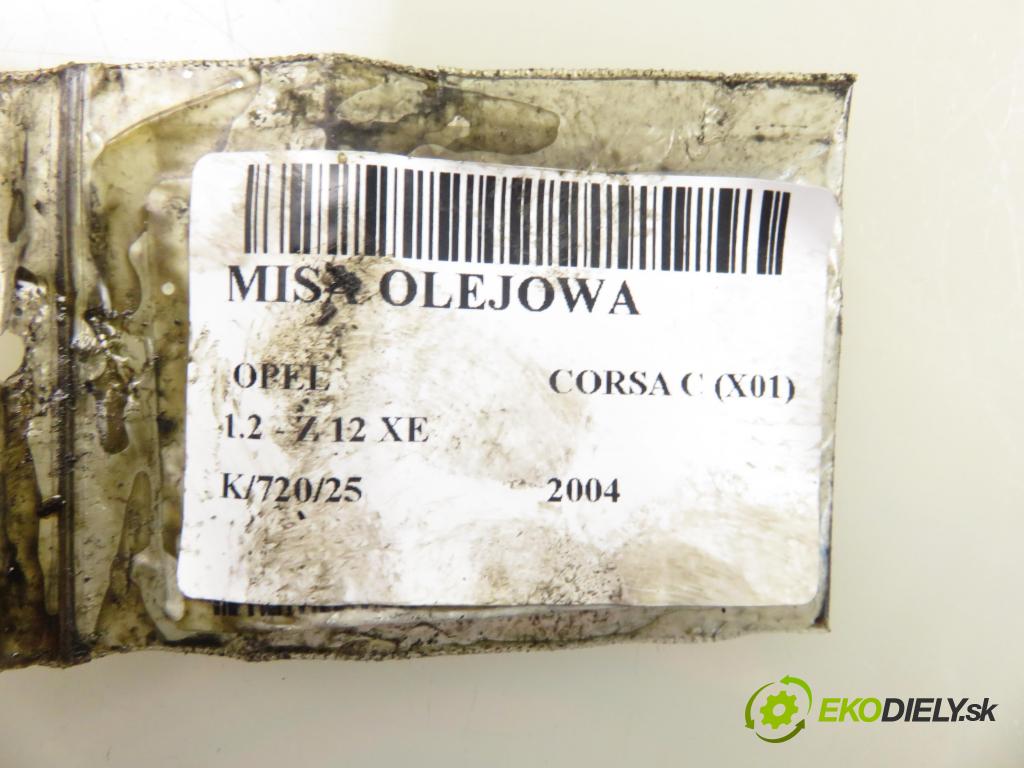 MISA OLEJOWA
OPEL CORSA C (X01)
1.2 - Z 12 XE
K/720/25 2004
EKODIELY.sk